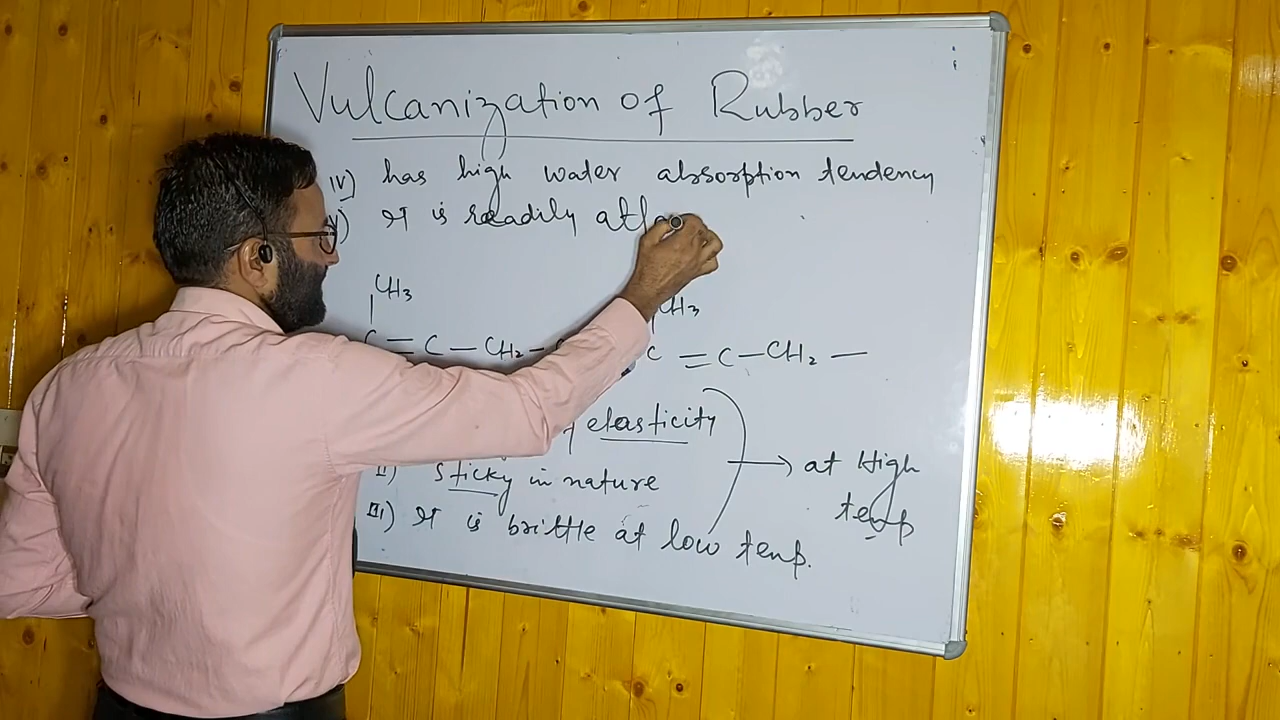 Vulcanization of Rubber
IV) has high water absorption tendency
V) It is readily
CH3
CH3
C = C — CH2 — C = C — CH2 —
elasticity
II) sticky in nature
→ at High temp
III) It is brittle at low temp.